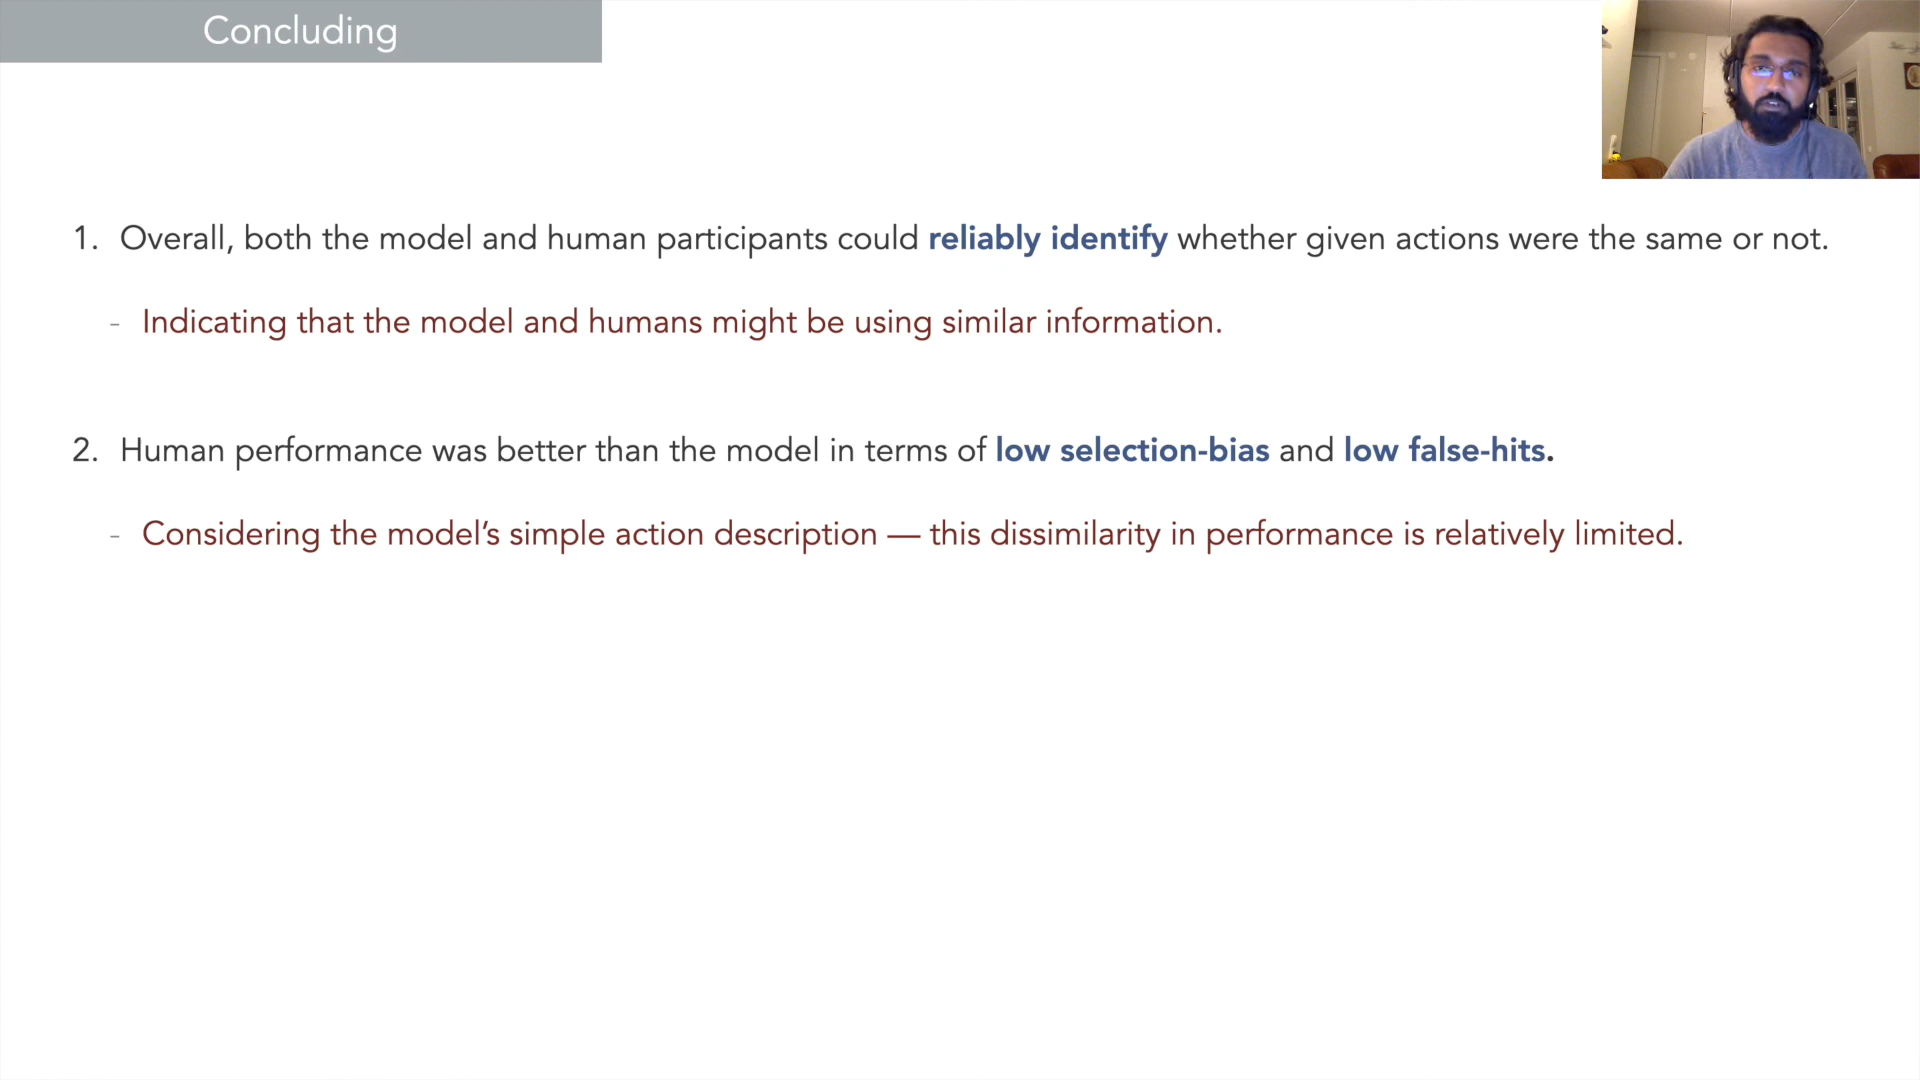 Concluding
1. Overall, both the model and human participants could reliably identify whether given actions were the same or not.
- Indicating that the model and humans might be using similar information.
2. Human performance was better than the model in terms of low selection-bias and low false-hits.
- Considering the model’s simple action description — this dissimilarity in performance is relatively limited.